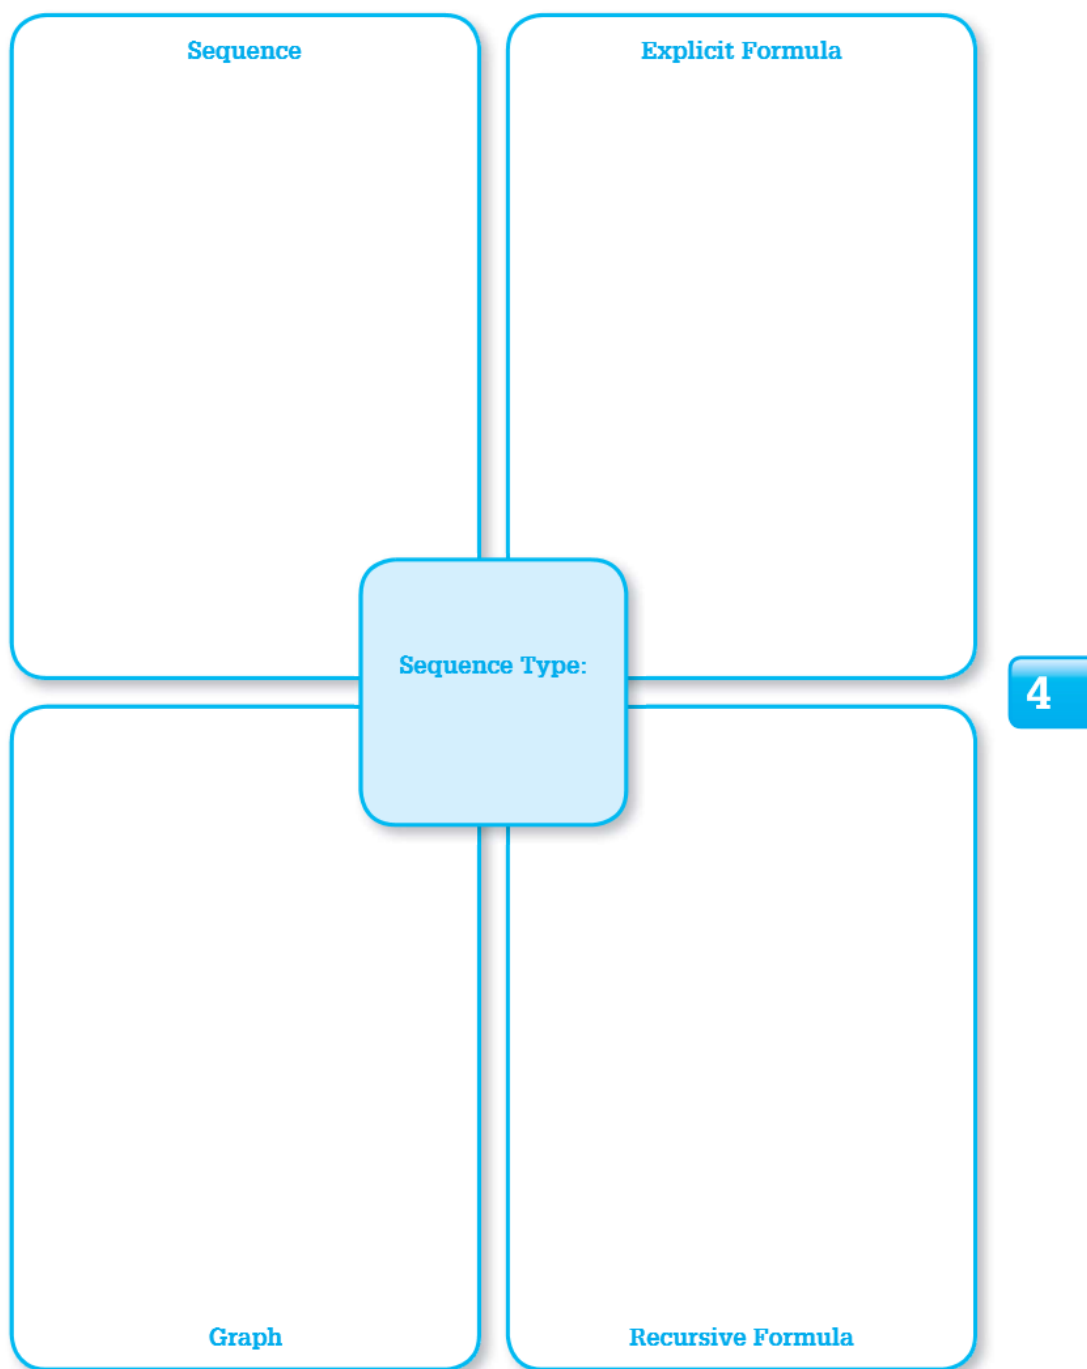 Sequence
Explicit Formula
Sequence Type:
4
Graph
Recursive Formula